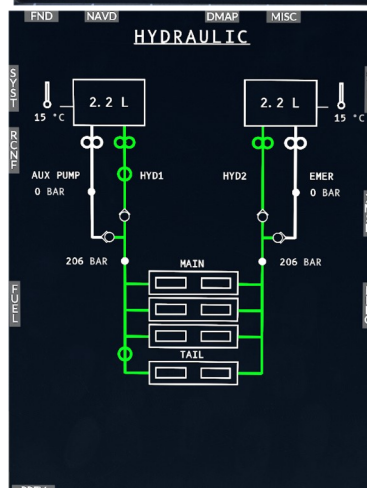 FND NAVD DMAP MISC
HYDRAULIC
SYST
2.2 L 2.2 L
15 °C 15 °C
RCNF
AUX PUMP HYD1 HYD2 EMER
0 BAR 0 BAR
206 BAR MAIN 206 BAR
FUEL
TAIL